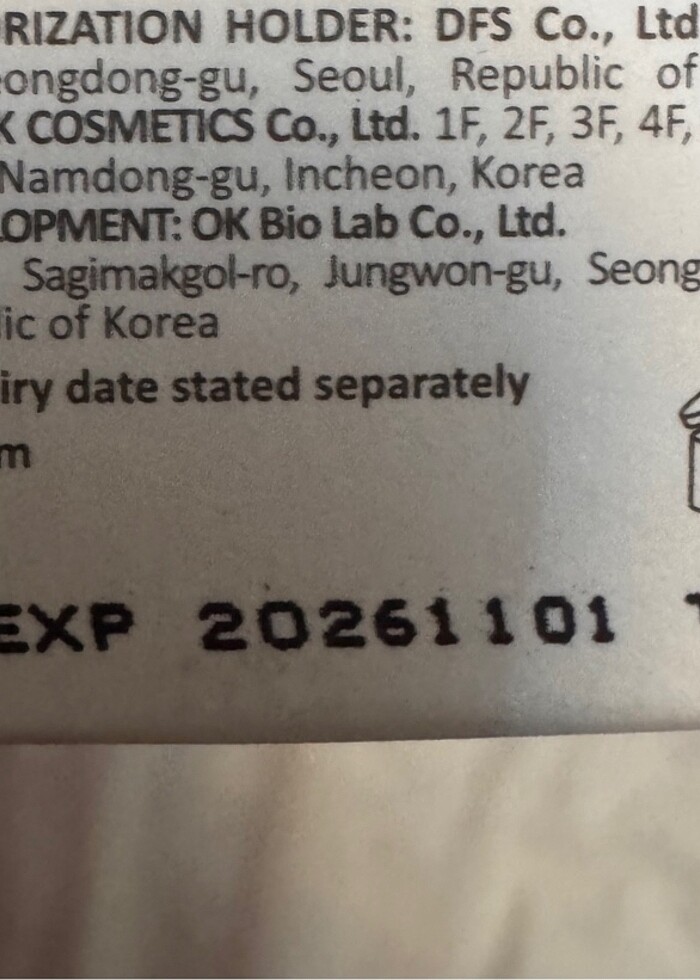 RIZATION HOLDER: DFS Co., Ltd
ongdong-gu, Seoul, Republic of
K COSMETICS Co., Ltd. 1F, 2F, 3F, 4F,
Namdong-gu, Incheon, Korea
LOPMENT: OK Bio Lab Co., Ltd.
Sagimakgol-ro, Jungwon-gu, Seong
lic of Korea
iry date stated separately
m
EXP 20261101